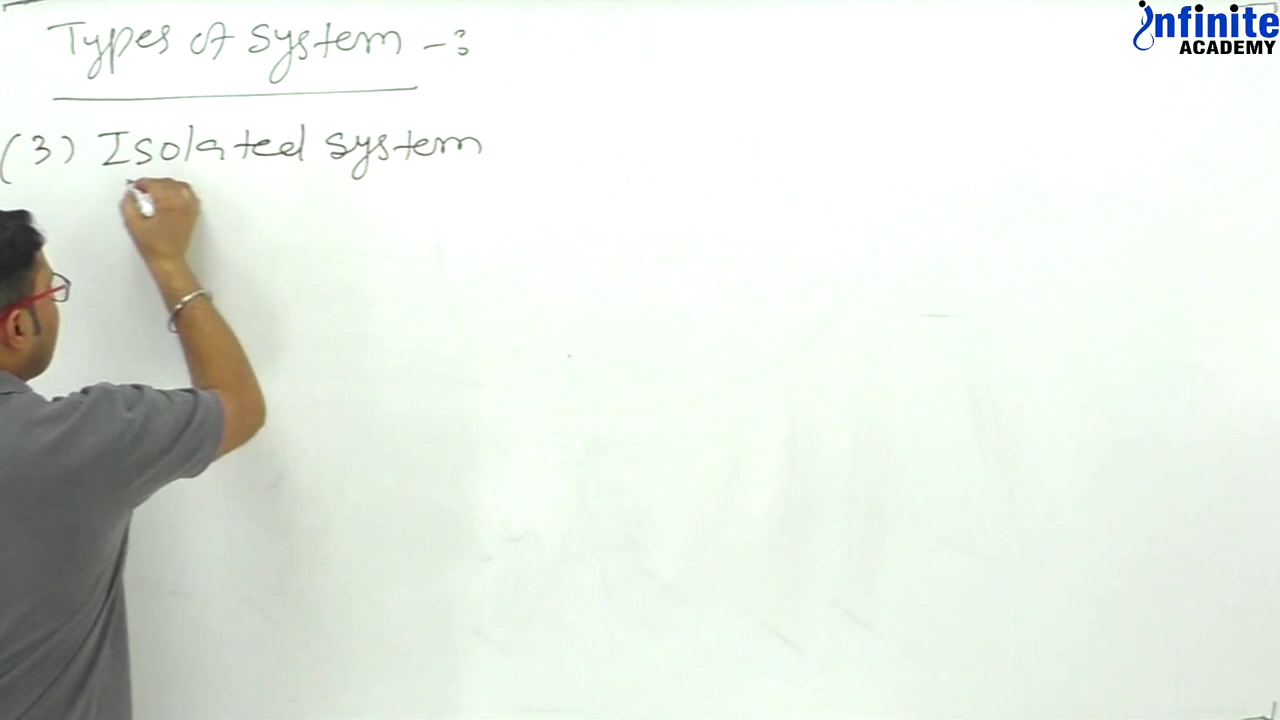 Types of System -:
(3) Isolated System
Infinite
ACADEMY